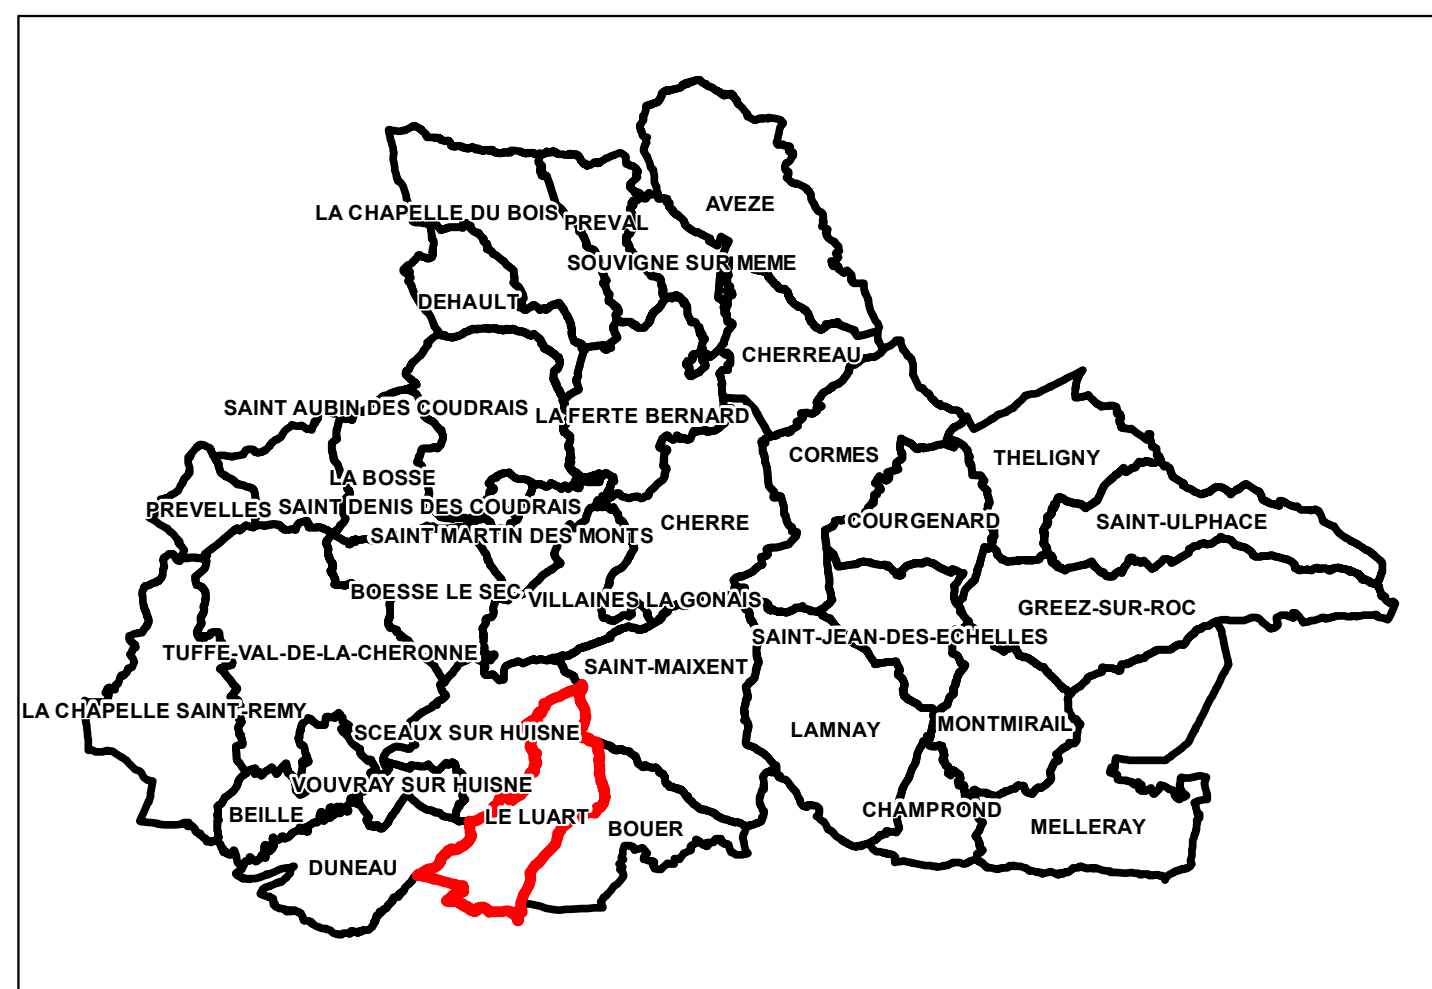 AVEZE
LA CHAPELLE DU BOIS
PREVAL
SOUVIGNE SUR MEME
DEHAULT
CHERREAU
SAINT AUBIN DES COUDRAIS
LA FERTE BERNARD
CORMES
THELIGNY
LA BOSSE
PREVELLES
SAINT DENIS DES COUDRAIS
CHERRE
COURGENARD
SAINT-ULPHACE
SAINT MARTIN DES MONTS
BOESSE LE SEC
VILLAINES LA GONAIS
GREEZ-SUR-ROC
SAINT-JEAN-DES-ECHELLES
TUFFE-VAL-DE-LA-CHERONNE
SAINT-MAIXENT
LA CHAPELLE SAINT-REMY
SCEAUX SUR HUISNE
LAMNAY
MONTMIRAIL
VOUVRAY SUR HUISNE
BEILLE
LE LUART
BOUER
CHAMPROND
MELLERAY
DUNEAU